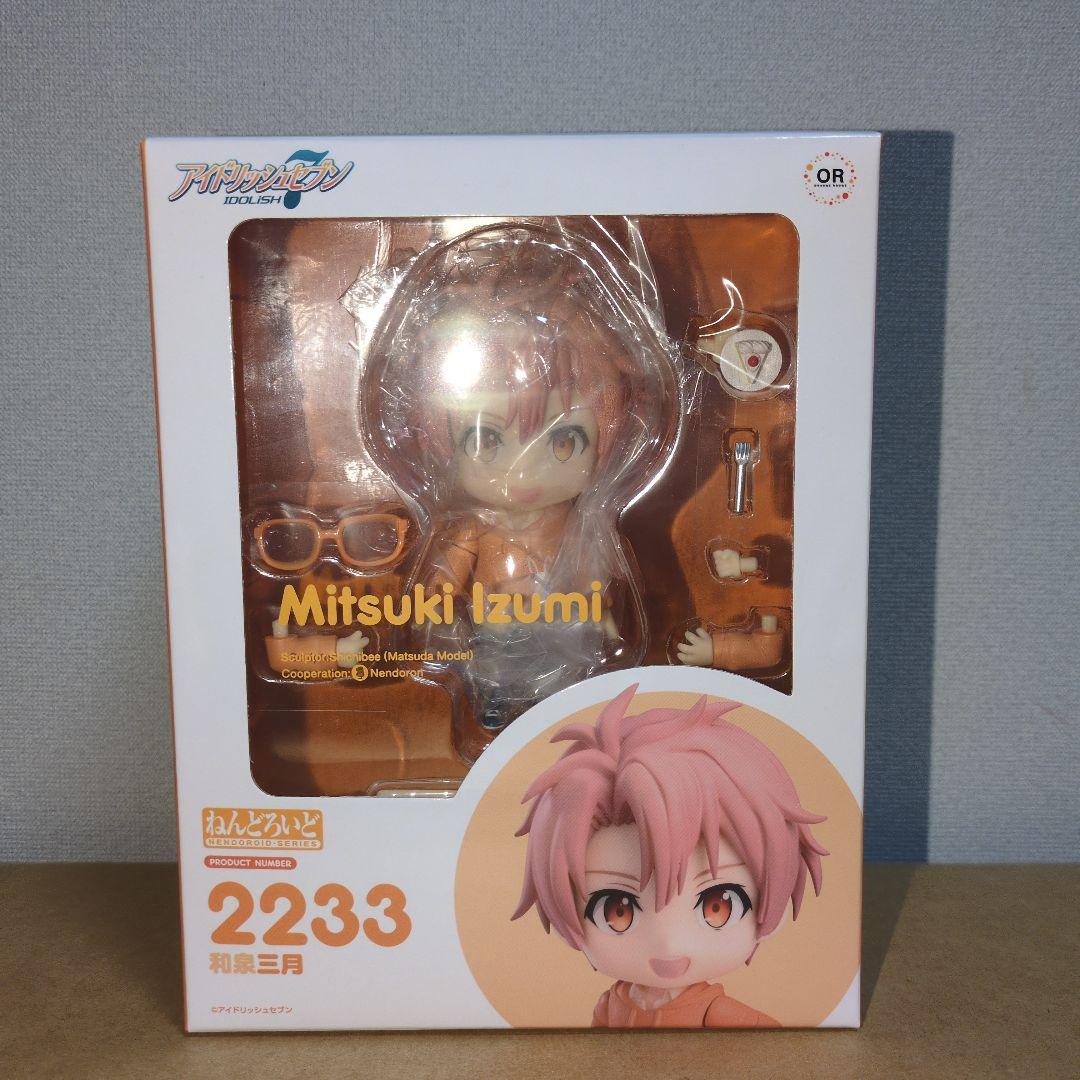 アイドリッシュセブン
IDOLiSH7
OR
ORANGE ROUGE
Mitsuki Izumi
Sculptor:Shichibee (Matsuda Model)
Cooperation: Nendoron
ねんどろいど
NENDOROID·SERIES
PRODUCT NUMBER
2233
和泉三月
©アイドリッシュセブン